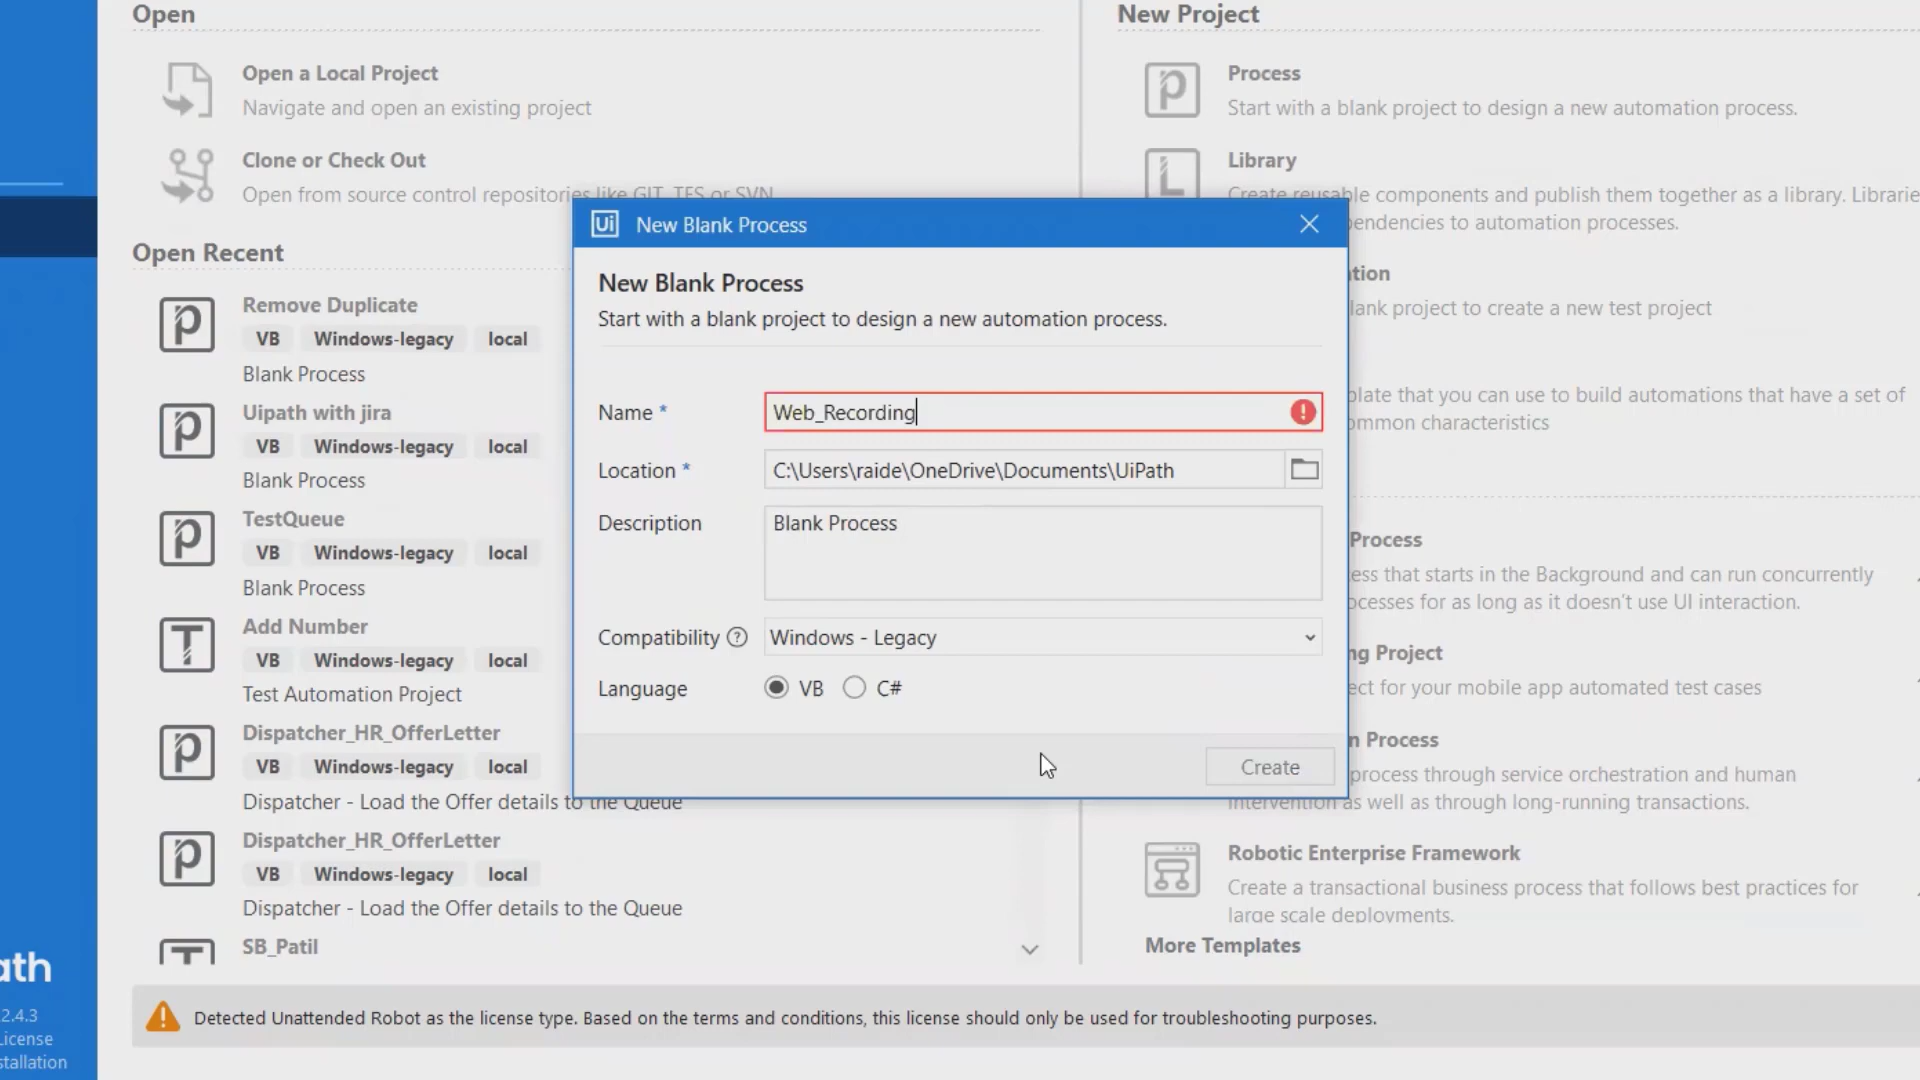 Open
Open a Local Project
Navigate and open an existing project
Clone or Check Out
Open from source control repositories like GIT, TFS or SVN
Open Recent
Remove Duplicate
VB Windows-legacy local
Blank Process
Uipath with jira
VB Windows-legacy local
Blank Process
TestQueue
VB Windows-legacy local
Blank Process
Add Number
VB Windows-legacy local
Test Automation Project
Dispatcher_HR_OfferLetter
VB Windows-legacy local
Dispatcher - Load the Offer details to the Queue
Dispatcher_HR_OfferLetter
VB Windows-legacy local
Dispatcher - Load the Offer details to the Queue
SB_Patil
New Blank Process
New Blank Process
Start with a blank project to design a new automation process.
Name * Web_Recording
Location * C:\Users\raide\OneDrive\Documents\UiPath
Description Blank Process
Compatibility Windows - Legacy
Language VB C#
Create
New Project
Process
Start with a blank project to design a new automation process.
Library
Create reusable components and publish them together as a library. Librarie
endencies to automation processes.
tion
lank project to create a new test project
plate that you can use to build automations that have a set of
ommon characteristics
Process
ess that starts in the Background and can run concurrently
ocesses for as long as it doesn't use UI interaction.
ng Project
ect for your mobile app automated test cases
n Process
process through service orchestration and human
intervention as well as through long-running transactions.
Robotic Enterprise Framework
Create a transactional business process that follows best practices for
large scale deployments.
More Templates
ath
2.4.3
License
stallation
Detected Unattended Robot as the license type. Based on the terms and conditions, this license should only be used for troubleshooting purposes.